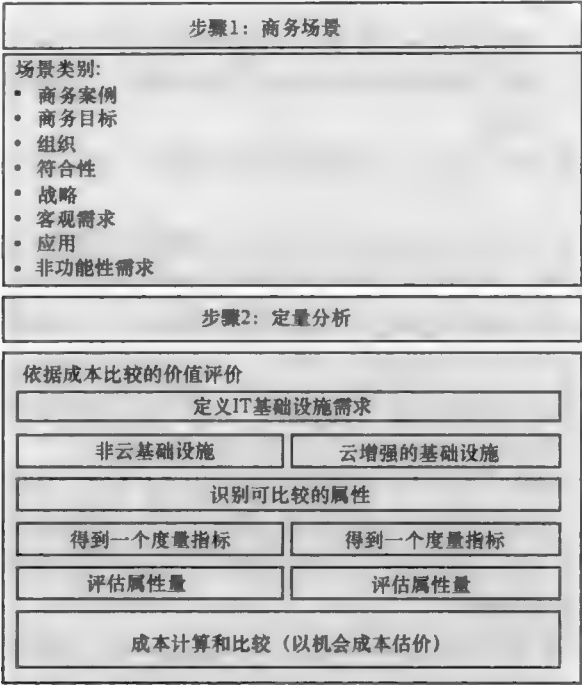 步骤1：商务场景
场景类别:
• 商务案例
• 商务目标
• 组织
• 符合性
• 战略
• 客观需求
• 应用
• 非功能性需求
步骤2：定量分析
依据成本比较的价值评价
定义IT基础设施需求
非云基础设施 云增强的基础设施
识别可比较的属性
得到一个度量指标 得到一个度量指标
评估属性量 评估属性量
成本计算和比较（以机会成本估价）